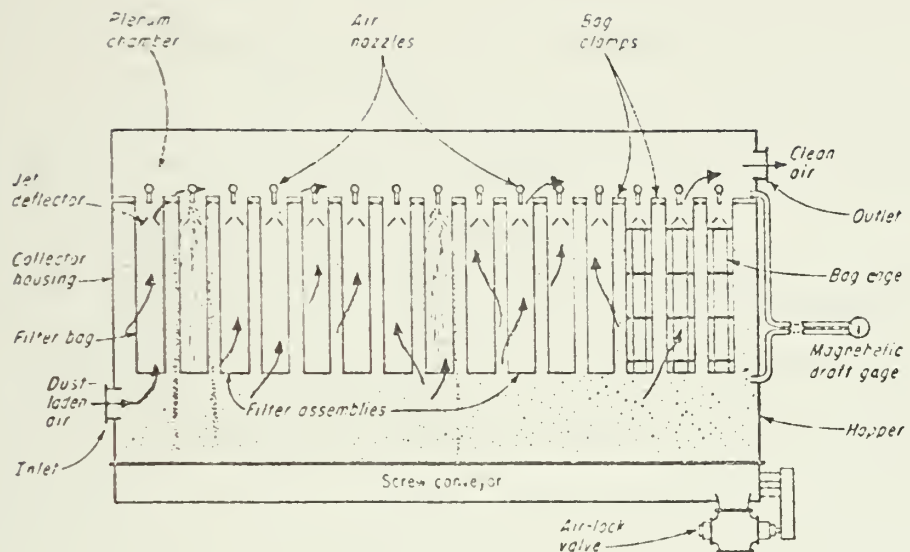 Plenum
chamber
Air
nozzles
Bag
clamps
Jet
deflector
Clean
air
Outlet
Collector
housing
Bag cage
Filter bag
Magnehetic
draft gage
Dust-
laden
air
Filter assemblies
Hopper
Inlet
Screw conveyor
Air-lock
valve